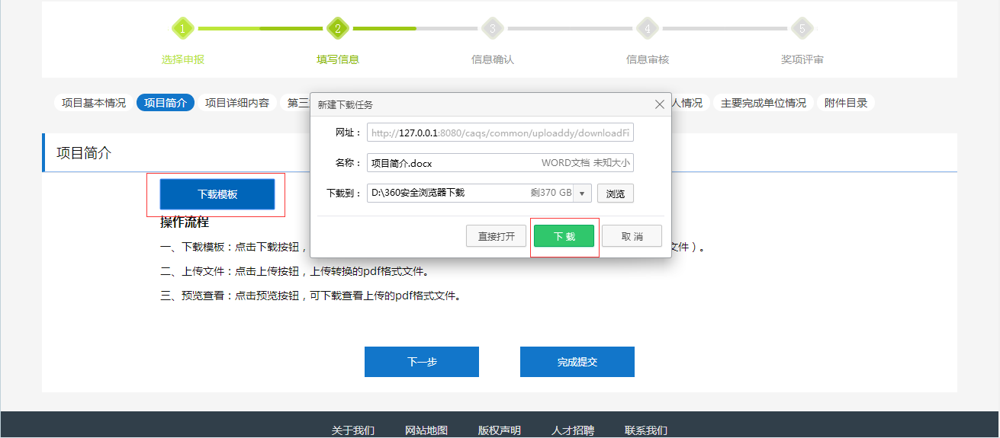 1 2 3 4 5
选择申报 填写信息 信息确认 信息审核 奖项评审
项目基本情况 项目简介 项目详细内容 第三 人情况 主要完成单位情况 附件目录
新建下载任务
网址： http://127.0.0.1:8080/caqs/common/uploaddy/downloadFi
名称： 项目简介.docx WORD文档 未知大小
下载到： D:\360安全浏览器下载 剩370 GB 浏览
直接打开 下 载 取 消
项目简介
下载模板
操作流程
一、下载模板：点击下载按钮， 文件）。
二、上传文件：点击上传按钮，上传转换的pdf格式文件。
三、预览查看：点击预览按钮，可下载查看上传的pdf格式文件。
下一步 完成提交
关于我们 网站地图 版权声明 人才招聘 联系我们